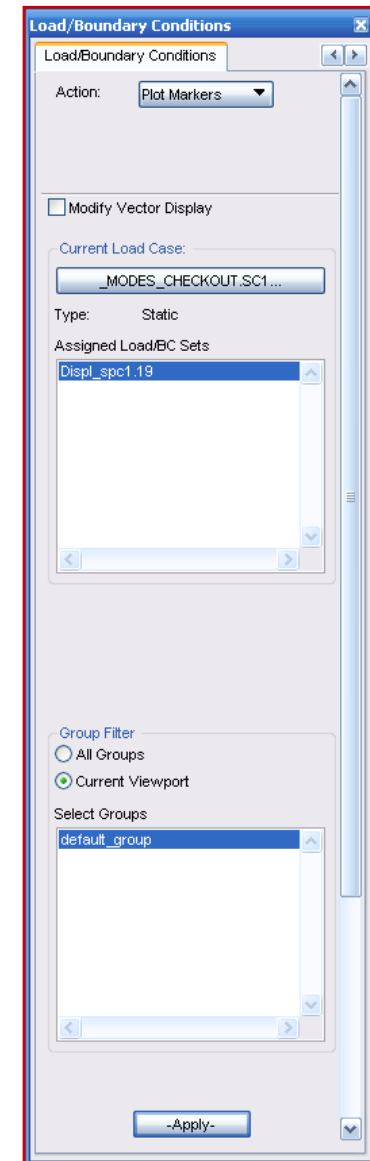 Load/Boundary Conditions
Load/Boundary Conditions
Action: Plot Markers
Modify Vector Display
Current Load Case:
_MODES_CHECKOUT.SC1...
Type: Static
Assigned Load/BC Sets
Displ_spc1.19
Group Filter
All Groups
Current Viewport
Select Groups
default_group
-Apply-